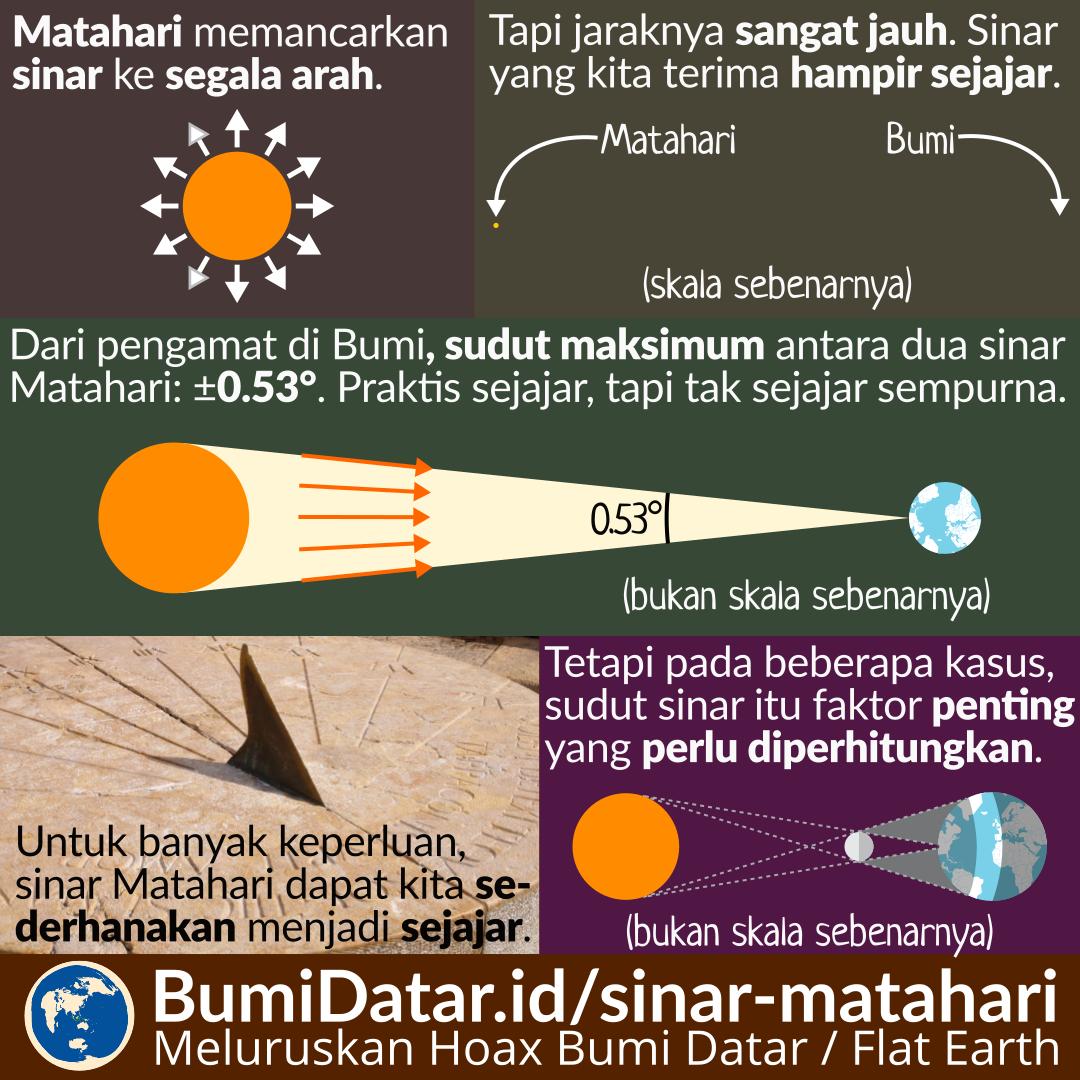 Matahari memancarkan
sinar ke segala arah.
Tapi jaraknya sangat jauh. Sinar
yang kita terima hampir sejajar.
Matahari
Bumi
(skala sebenarnya)
Dari pengamat di Bumi, sudut maksimum antara dua sinar
Matahari: ±0.53°. Praktis sejajar, tapi tak sejajar sempurna.
0.53°
(bukan skala sebenarnya)
Untuk banyak keperluan,
sinar Matahari dapat kita se-
derhanakan menjadi sejajar.
Tetapi pada beberapa kasus,
sudut sinar itu faktor penting
yang perlu diperhitungkan.
(bukan skala sebenarnya)
BumiDatar.id/sinar-matahari
Meluruskan Hoax Bumi Datar / Flat Earth